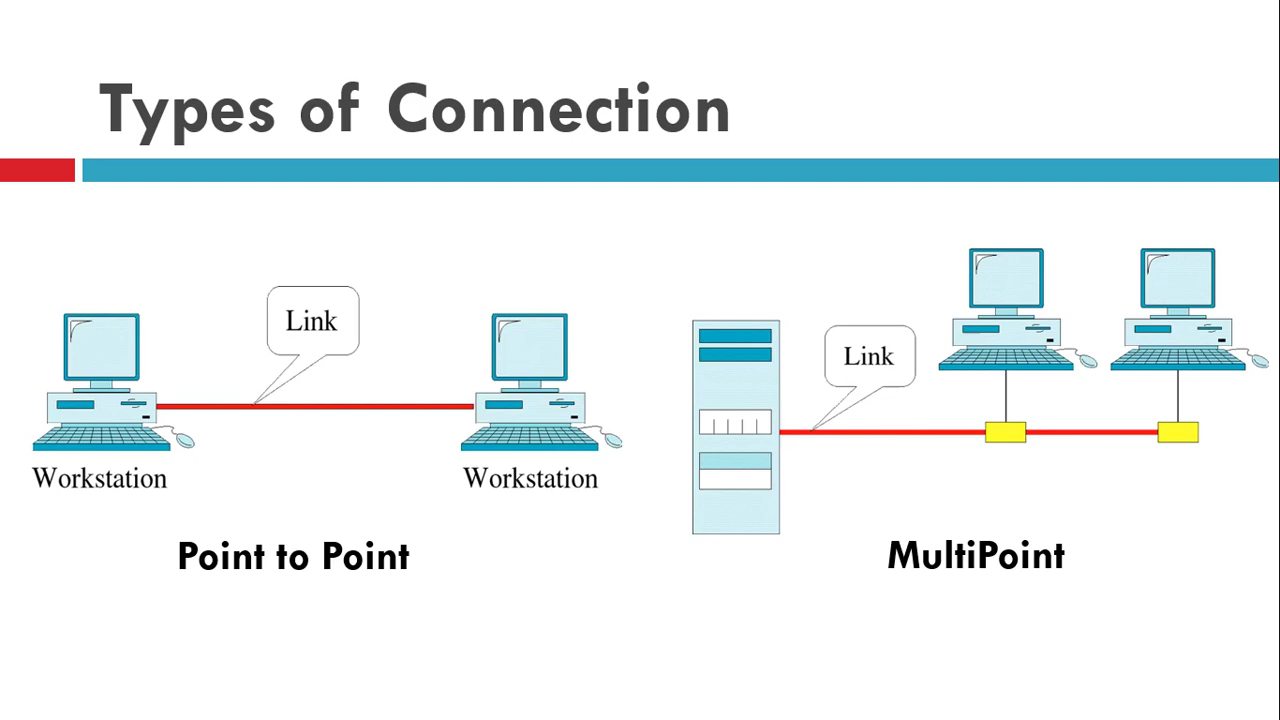 Types of Connection
Link
Workstation
Workstation
Point to Point
Link
MultiPoint